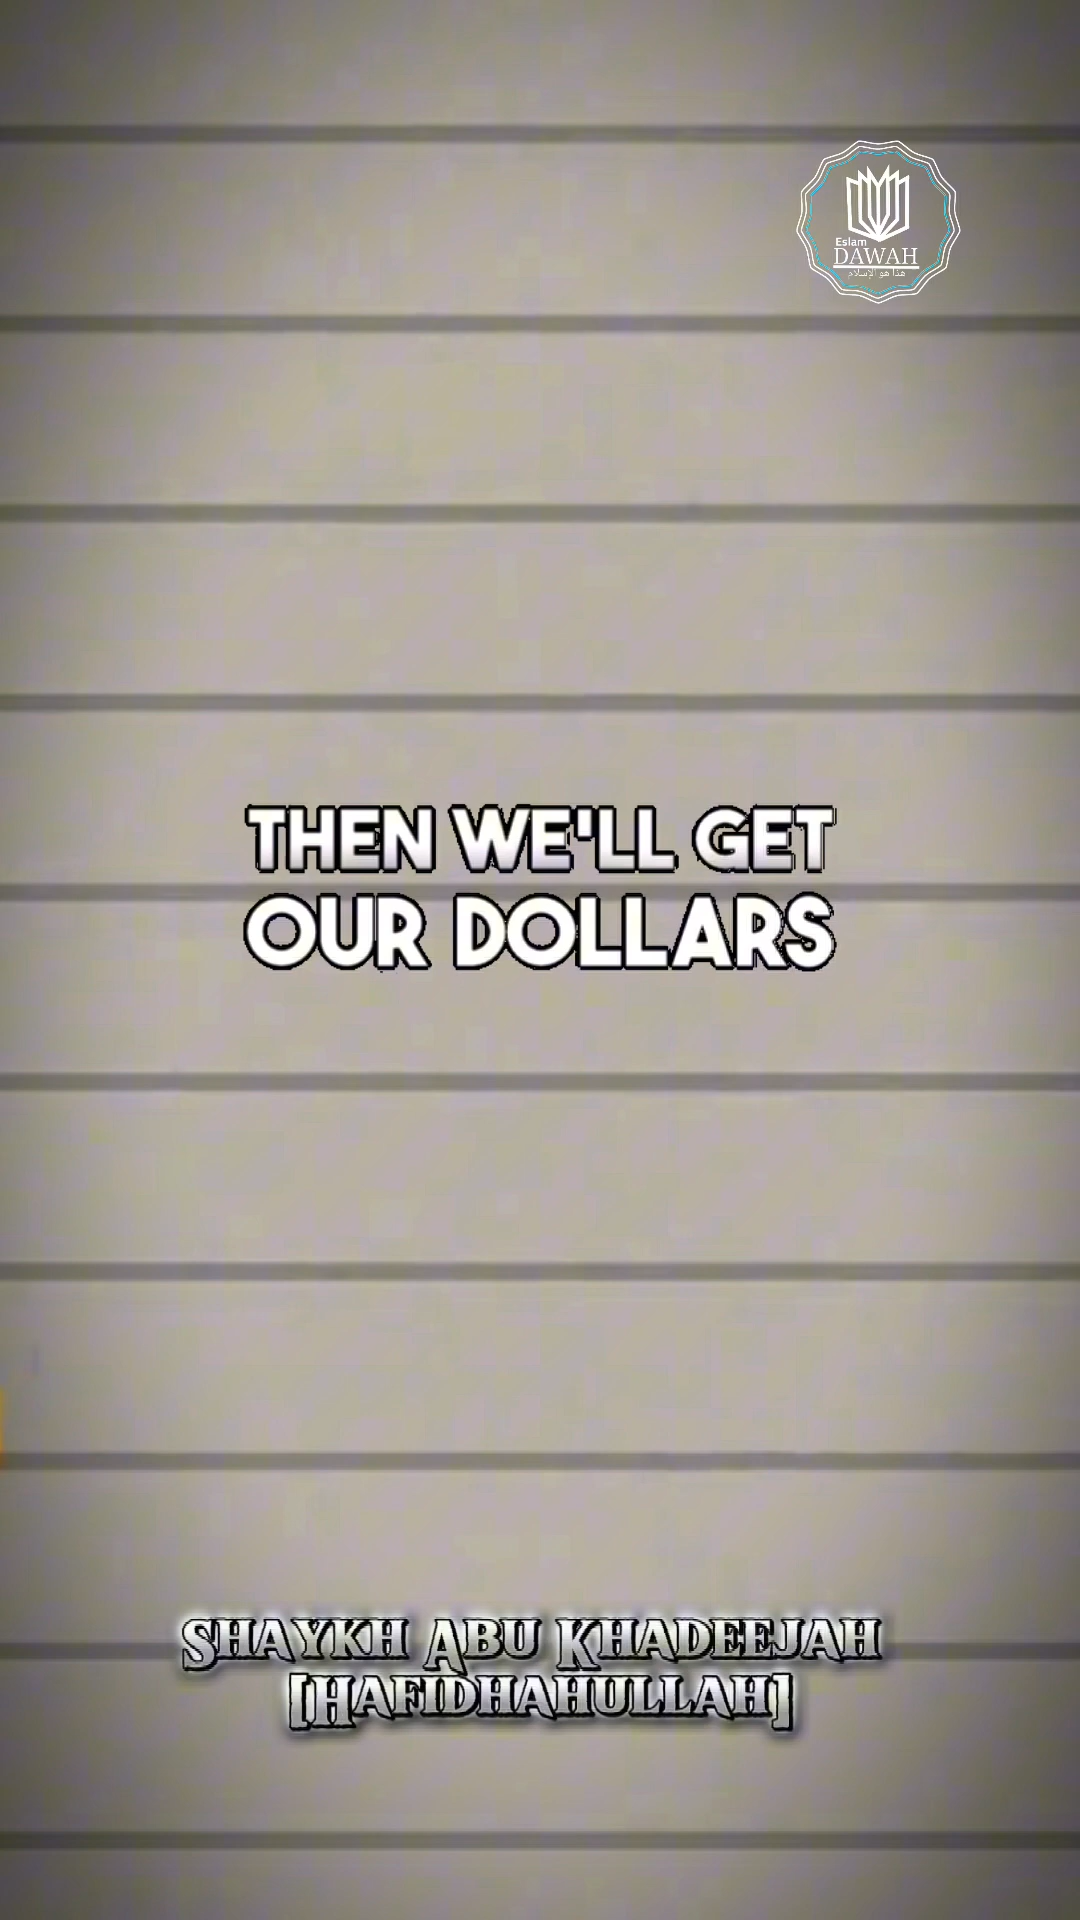 Eslam
DAWAH
هذا هو الإسلام
THEN WE'LL GET
OUR DOLLARS
SHAYKH ABU KHADEEJAH
[HAFIDHAHULLAH]